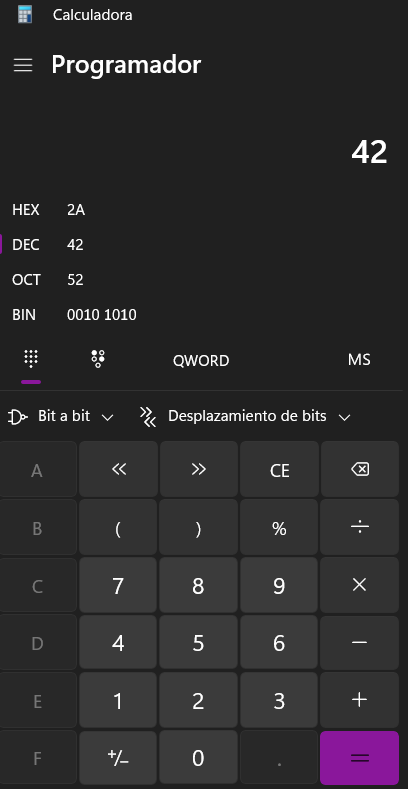 Calculadora
Programador
42
HEX 2A
DEC 42
OCT 52
BIN 0010 1010
QWORD MS
Bit a bit Desplazamiento de bits
A << >> CE
B ( ) % ÷
C 7 8 9 ×
D 4 5 6 −
E 1 2 3 +
F +/− 0 . =